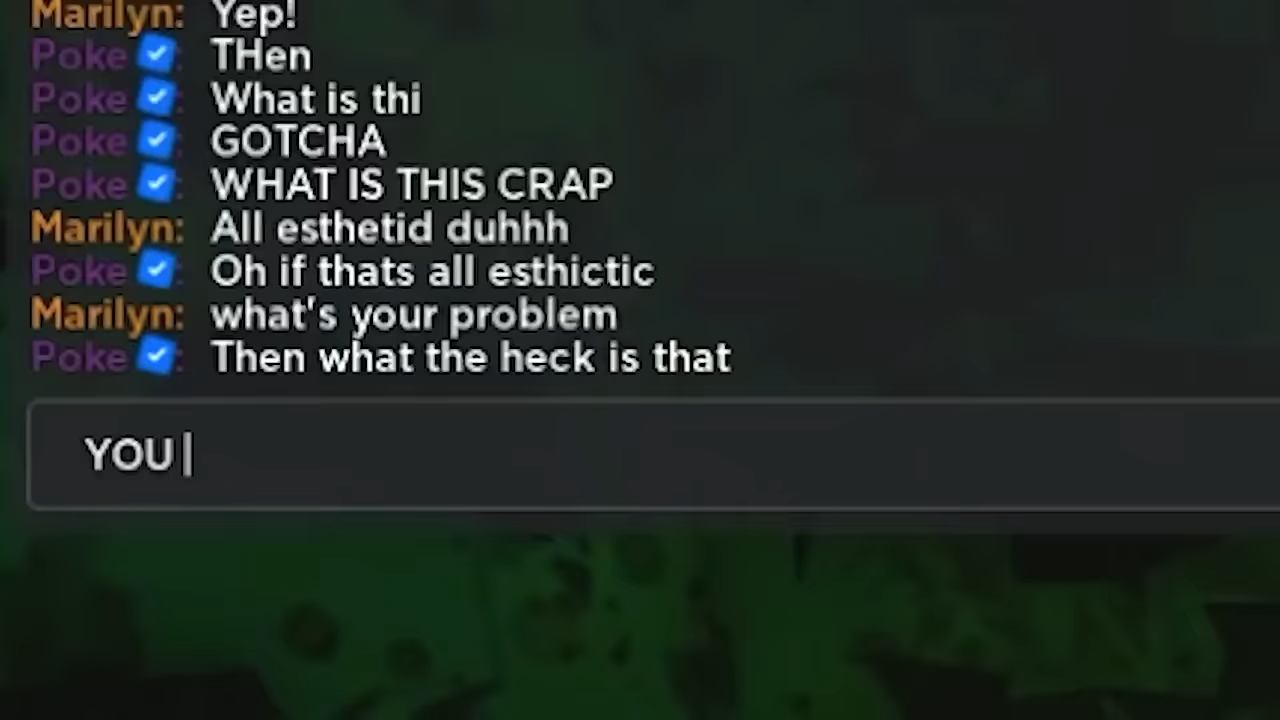 Marilyn: Yep!
Poke : THen
Poke : What is thi
Poke : GOTCHA
Poke : WHAT IS THIS CRAP
Marilyn: All esthetid duhhh
Poke : Oh if thats all esthictic
Marilyn: what's your problem
Poke : Then what the heck is that
YOU